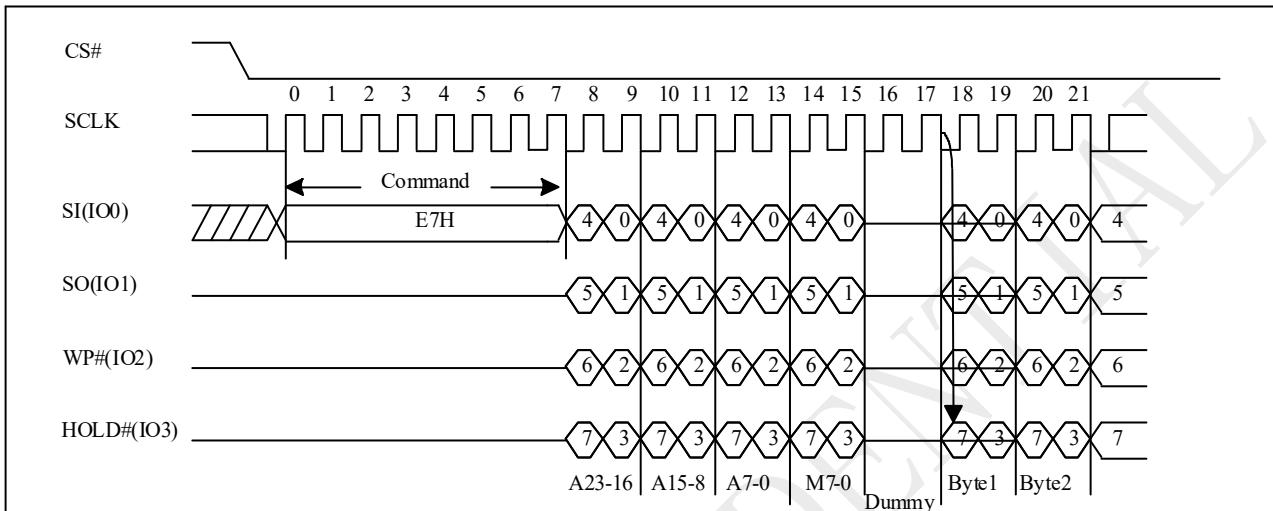 CS#
0 1 2 3 4 5 6 7 8 9 10 11 12 13 14 15 16 17 18 19 20 21
SCLK
Command
SI(IO0)
E7H
4 0 4 0 4 0 4 0 4 0 4 0 4
SO(IO1)
5 1 5 1 5 1 5 1 5 1 5 1 5
WP#(IO2)
6 2 6 2 6 2 6 2 6 2 6 2 6
HOLD#(IO3)
7 3 7 3 7 3 7 3 7 3 7 3 7
A23-16 A15-8 A7-0 M7-0 Byte1 Byte2
Dummy